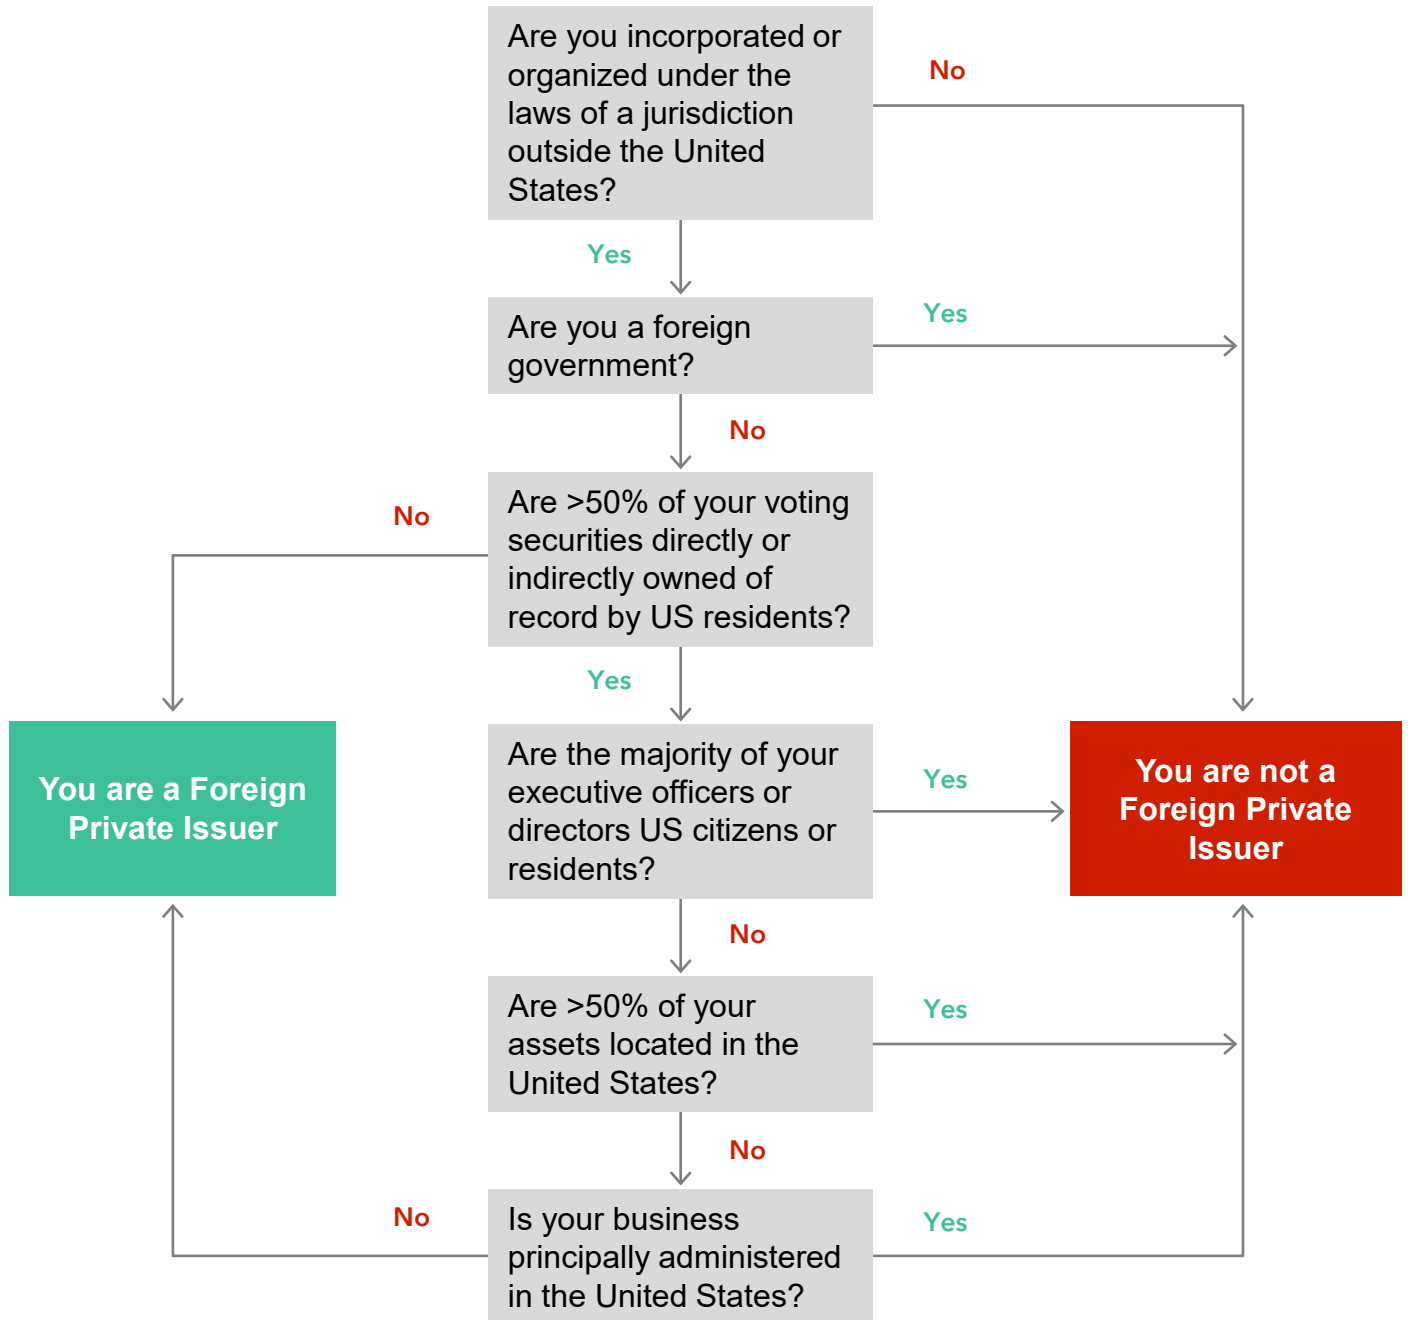 Are you incorporated or
organized under the
laws of a jurisdiction
outside the United
States?
No
Yes
Are you a foreign
government?
Yes
No
Are >50% of your voting
securities directly or
indirectly owned of
record by US residents?
No
Yes
You are a Foreign
Private Issuer
Are the majority of your
executive officers or
directors US citizens or
residents?
Yes
You are not a
Foreign Private
Issuer
No
Are >50% of your
assets located in the
United States?
Yes
No
No
Is your business
principally administered
in the United States?
Yes